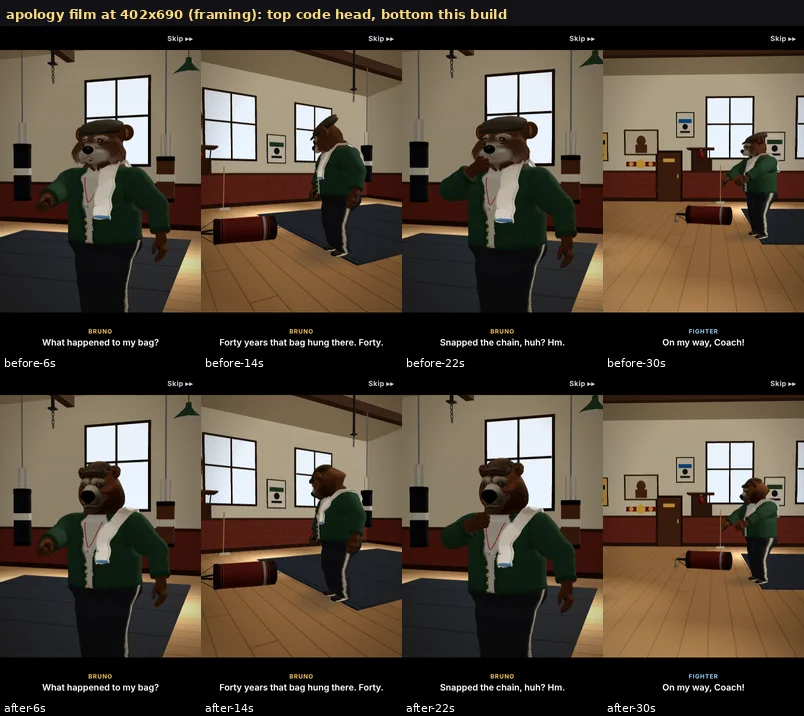 apology film at 402x690 (framing): top code head, bottom this build
Skip ▸▸
Skip ▸▸
Skip ▸▸
Skip ▸▸
BRUNO
What happened to my bag?
BRUNO
Forty years that bag hung there. Forty.
BRUNO
Snapped the chain, huh? Hm.
FIGHTER
On my way, Coach!
before-6s
before-14s
before-22s
before-30s
Skip ▸▸
Skip ▸▸
Skip ▸▸
Skip ▸▸
BRUNO
What happened to my bag?
BRUNO
Forty years that bag hung there. Forty.
BRUNO
Snapped the chain, huh? Hm.
FIGHTER
On my way, Coach!
after-6s
after-14s
after-22s
after-30s